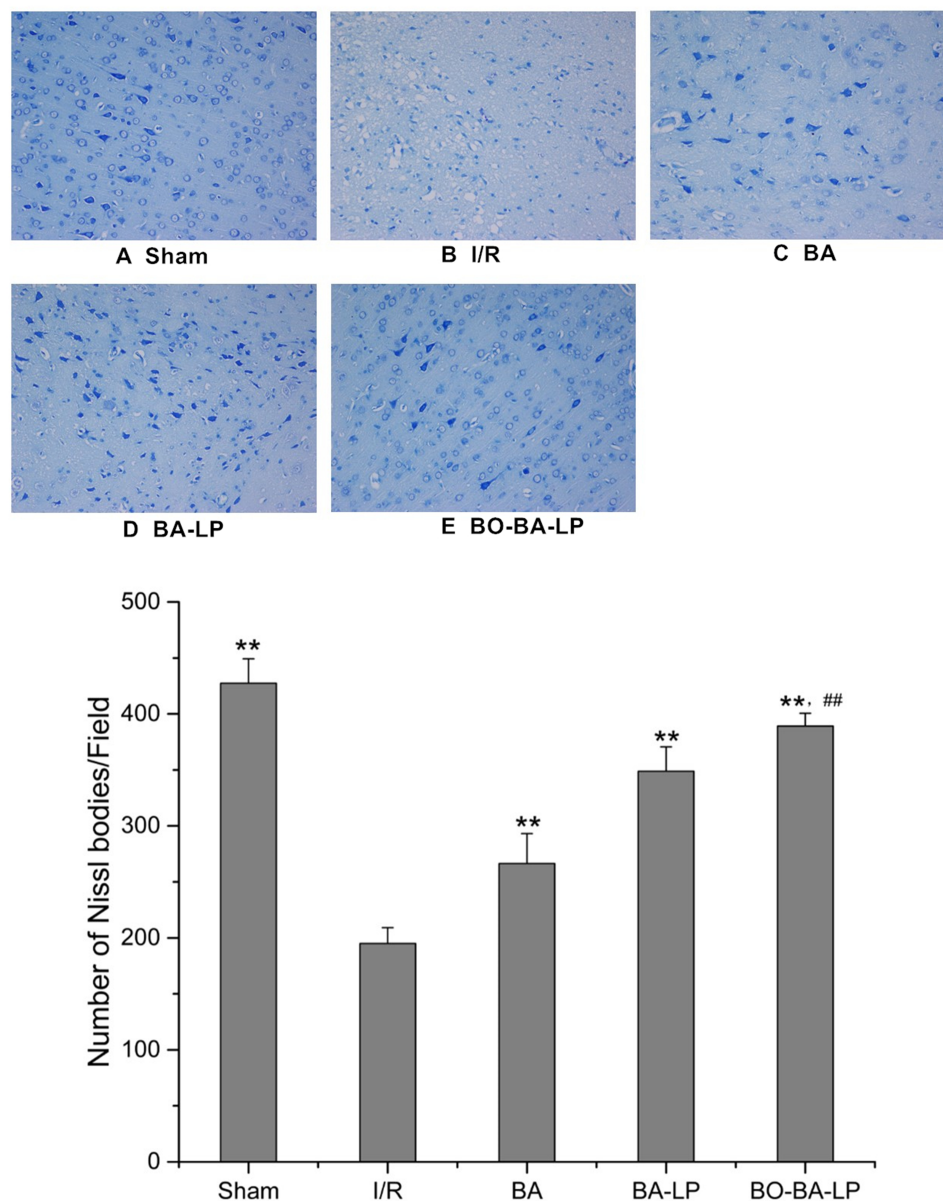 A Sham
B I/R
C BA
D BA-LP
E BO-BA-LP
Number of Nissl bodies/Field
500
400
300
200
100
0
**
**
**
**, ##
Sham
I/R
BA
BA-LP
BO-BA-LP